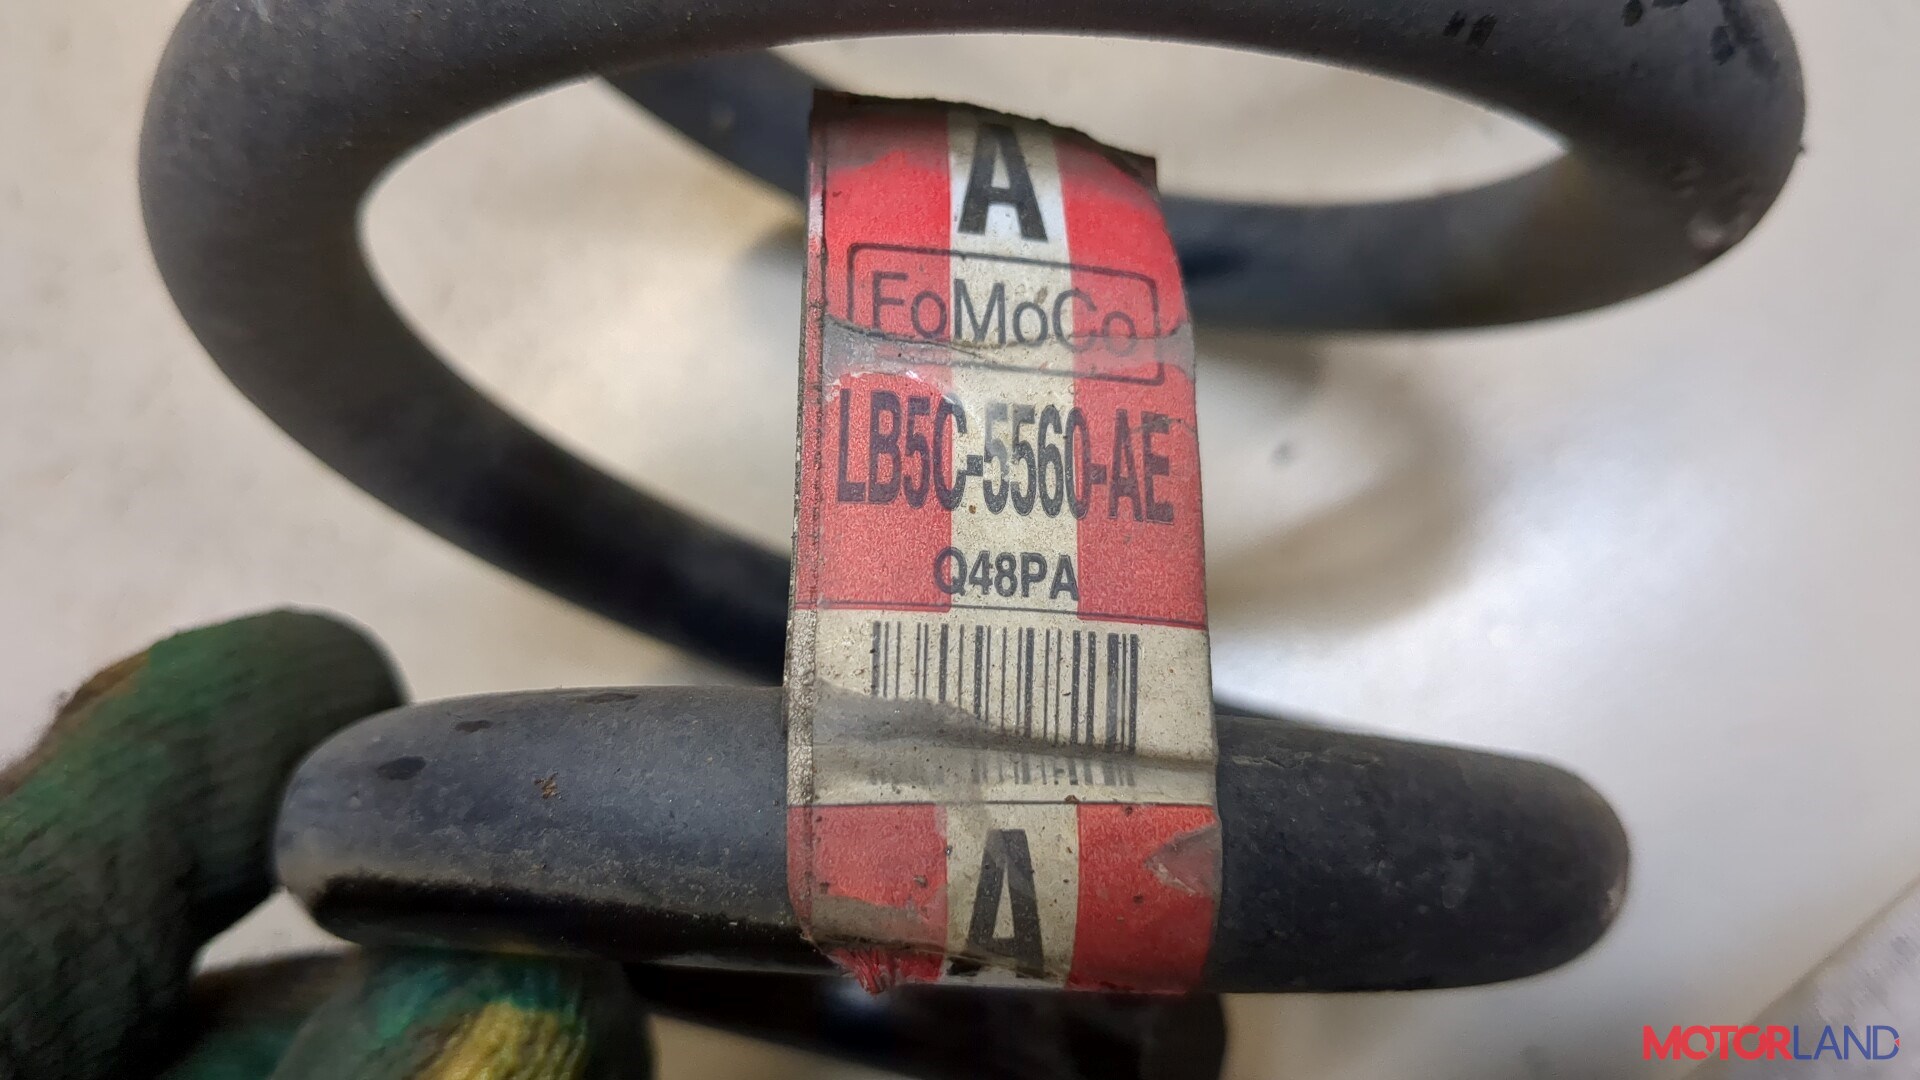 A
FoMoCo
LB5C-5560-AE
Q48PA
A
MOTORLAND